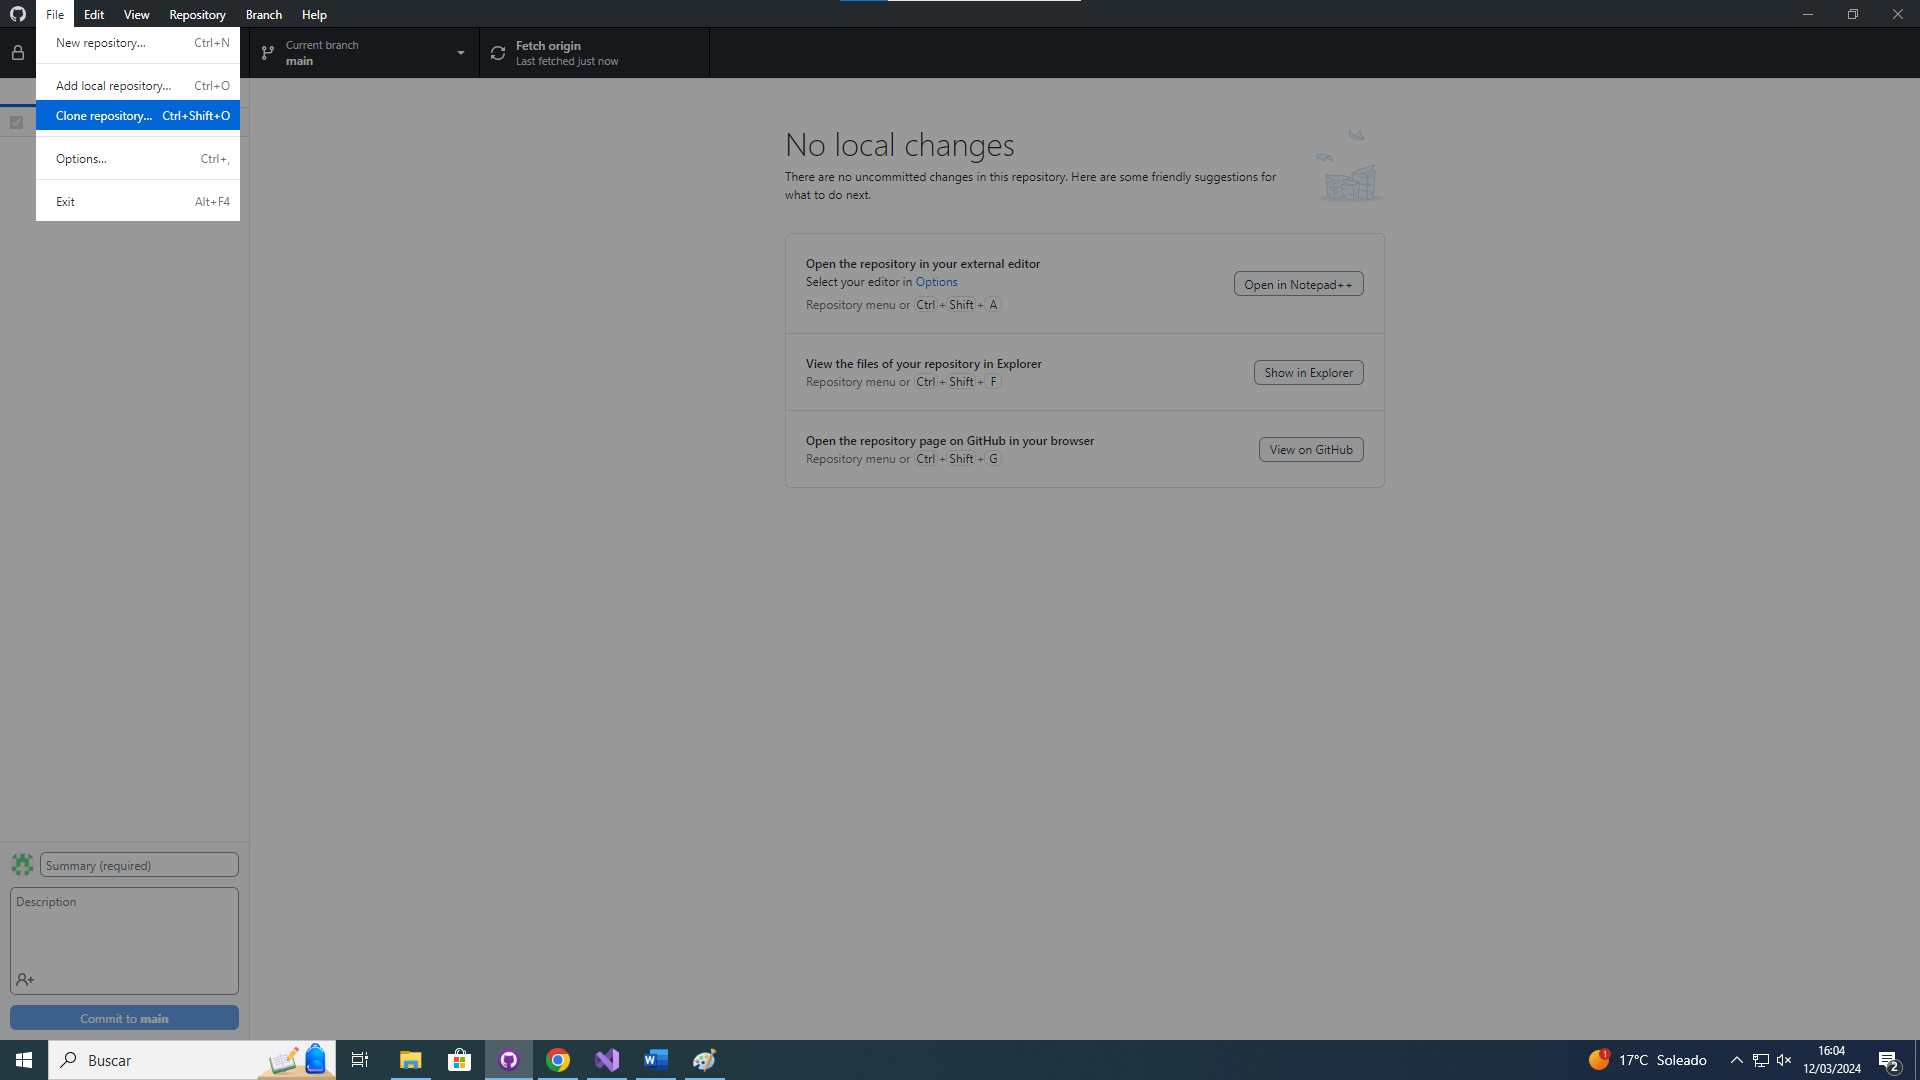 File Edit View Repository Branch Help
New repository... Ctrl+N
Add local repository... Ctrl+O
Clone repository... Ctrl+Shift+O
Options... Ctrl+,
Exit Alt+F4
Current branch
main
Fetch origin
Last fetched just now
No local changes
There are no uncommitted changes in this repository. Here are some friendly suggestions for
what to do next.
Open the repository in your external editor
Select your editor in Options
Repository menu or Ctrl + Shift + A
Open in Notepad++
View the files of your repository in Explorer
Repository menu or Ctrl + Shift + F
Show in Explorer
Open the repository page on GitHub in your browser
Repository menu or Ctrl + Shift + G
View on GitHub
Summary (required)
Description
Commit to main
Buscar
1
17°C Soleado
16:04
12/03/2024
2